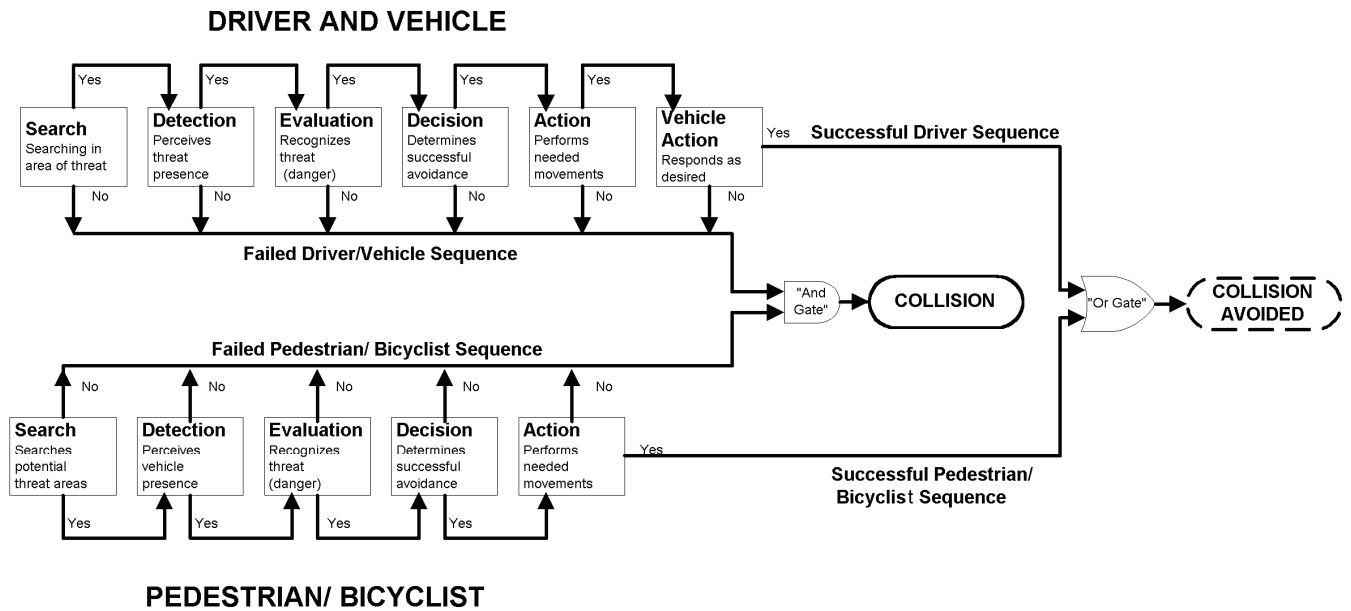 DRIVER AND VEHICLE
Yes
Yes
Yes
Yes
Yes
Search
Searching in
area of threat
Detection
Perceives
threat
presence
Evaluation
Recognizes
threat
(danger)
Decision
Determines
successful
avoidance
Action
Performs
needed
movements
Vehicle
Action
Responds as
desired
Yes
Successful Driver Sequence
No
No
No
No
No
No
Failed Driver/Vehicle Sequence
"And
Gate"
COLLISION
"Or Gate"
COLLISION
AVOIDED
Failed Pedestrian/ Bicyclist Sequence
No
No
No
No
No
Search
Searches
potential
threat areas
Detection
Perceives
vehicle
presence
Evaluation
Recognizes
threat
(danger)
Decision
Determines
successful
avoidance
Action
Performs
needed
movements
Yes
Successful Pedestrian/
Bicyclist Sequence
Yes
Yes
Yes
Yes
PEDESTRIAN/ BICYCLIST